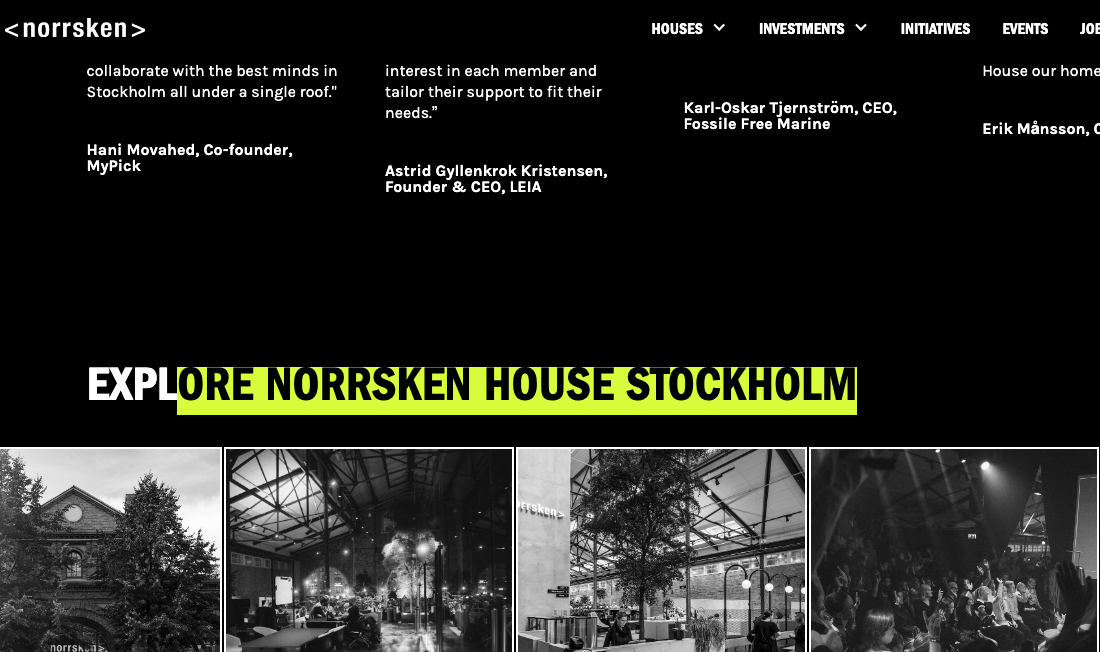 <norrsken>
HOUSES
INVESTMENTS
INITIATIVES
EVENTS
collaborate with the best minds in
Stockholm all under a single roof."
Hani Movahed, Co-founder,
MyPick
interest in each member and
tailor their support to fit their
needs.”
Astrid Gyllenkrok Kristensen,
Founder & CEO, LEIA
Karl-Oskar Tjernström, CEO,
Fossile Free Marine
House our home
Erik Månsson,
EXPLORE NORRSKEN HOUSE STOCKHOLM
orrsken>
norrsken>